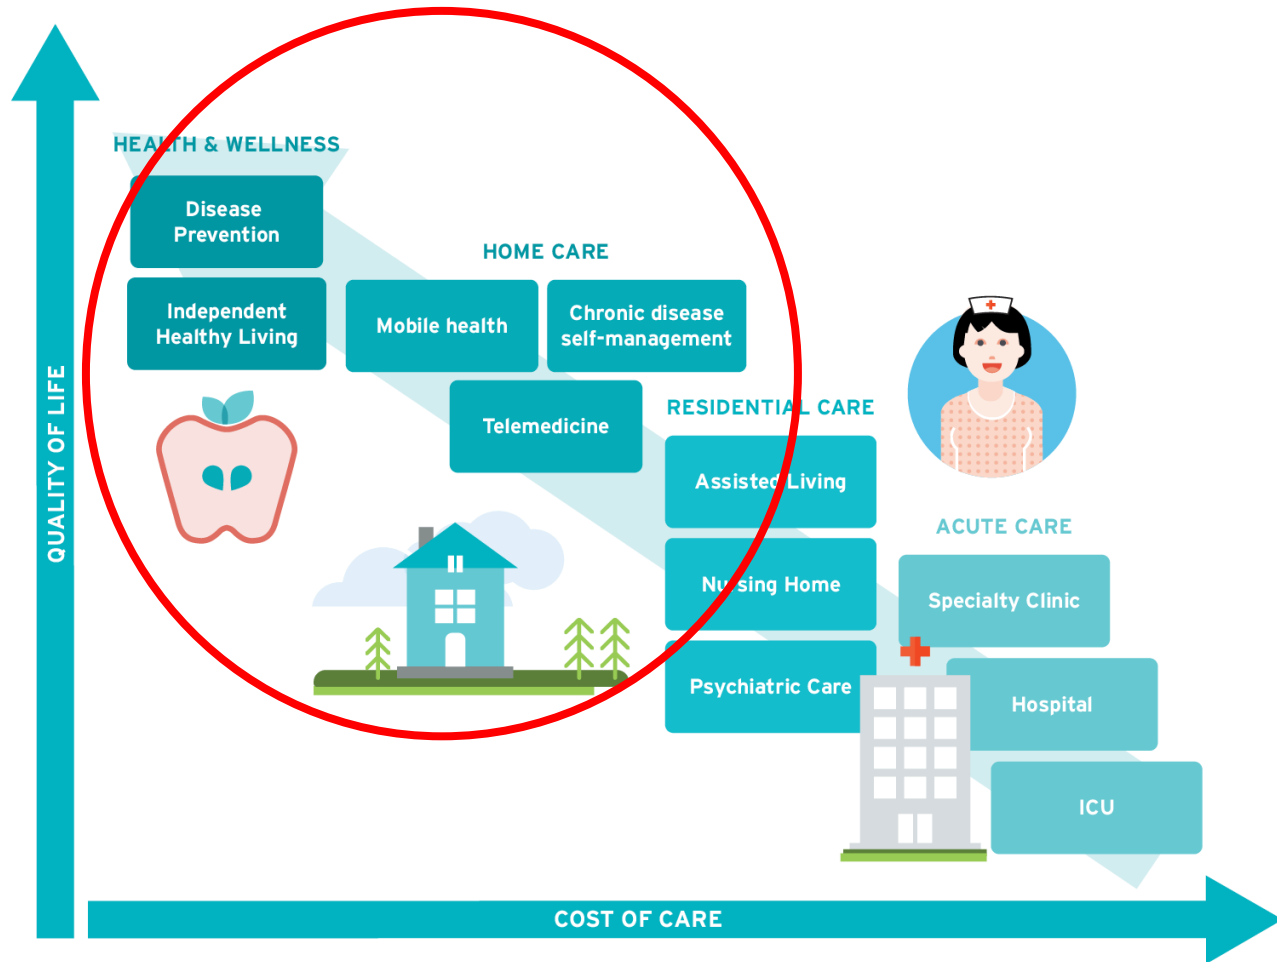 HEALTH & WELLNESS
Disease
Prevention
Independent
Healthy Living
HOME CARE
Mobile health
Chronic disease
self-management
Telemedicine
RESIDENTIAL CARE
Assisted Living
Nursing Home
Psychiatric Care
ACUTE CARE
Specialty Clinic
Hospital
ICU
QUALITY OF LIFE
COST OF CARE